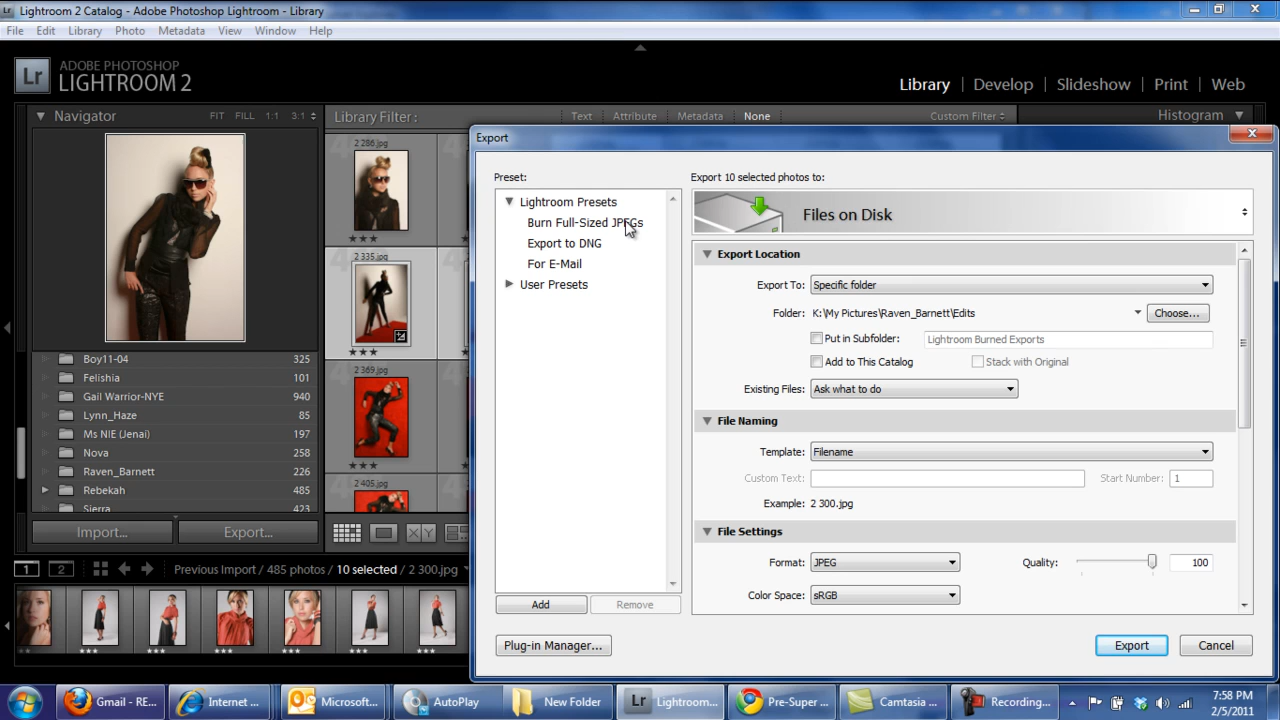 Lr Lightroom 2 Catalog - Adobe Photoshop Lightroom - Library
File Edit Library Photo Metadata View Window Help
Lr ADOBE PHOTOSHOP
LIGHTROOM 2
Library | Develop | Slideshow | Print | Web
Navigator FIT FILL 1:1 3:1
Library Filter : Text Attribute Metadata None Custom Filter
Histogram
2 286.jpg
★★★
2 335.jpg
★★★
2 369.jpg
★★★
2 405.jpg
Boy11-04 325
Felishia 101
Gail Warrior-NYE 940
Lynn_Haze 85
Ms NIE (Jenai) 197
Nova 258
Raven_Barnett 226
Rebekah 485
Sierra 423
Import... Export...
X Y
1 2 Previous Import / 485 photos / 10 selected / 2 300.jpg
Export
Preset:
Lightroom Presets
Burn Full-Sized JPEGs
Export to DNG
For E-Mail
User Presets
Add Remove
Plug-in Manager...
Export 10 selected photos to:
Files on Disk
Export Location
Export To: Specific folder
Folder: K:\My Pictures\Raven_Barnett\Edits Choose...
Put in Subfolder: Lightroom Burned Exports
Add to This Catalog Stack with Original
Existing Files: Ask what to do
File Naming
Template: Filename
Custom Text: Start Number: 1
Example: 2 300.jpg
File Settings
Format: JPEG Quality: 100
Color Space: sRGB
Export Cancel
Gmail - RE... Internet ... Microsoft... AutoPlay New Folder Lr Lightroom... Pre-Super ... Camtasia ... Recording...
7:58 PM
2/5/2011